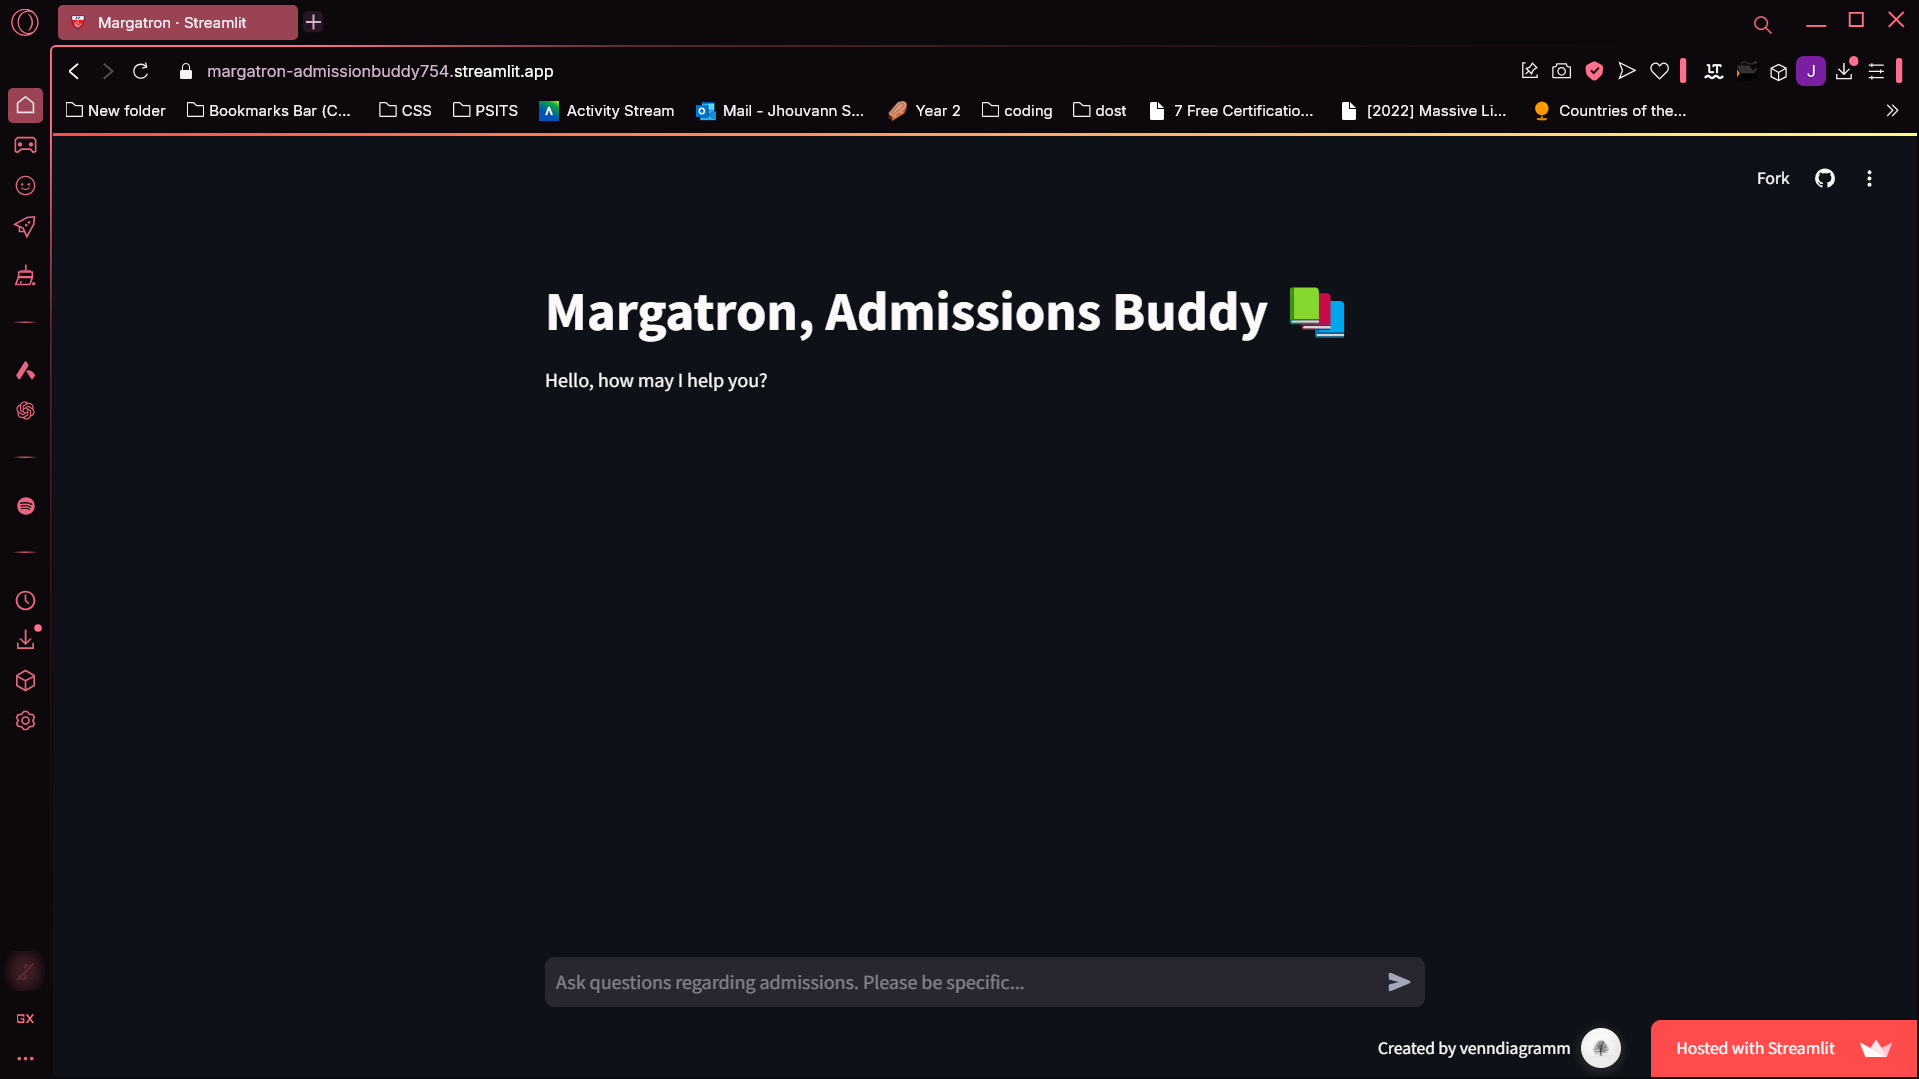 Margatron · Streamlit
margatron-admissionbuddy754.streamlit.app
J
New folder
Bookmarks Bar (C...
CSS
PSITS
Activity Stream
Mail - Jhouvann S...
Year 2
coding
dost
7 Free Certificatio...
[2022] Massive Li...
Countries of the...
Fork
Margatron, Admissions Buddy
Hello, how may I help you?
Ask questions regarding admissions. Please be specific...
GX
Created by venndiagramm
Hosted with Streamlit